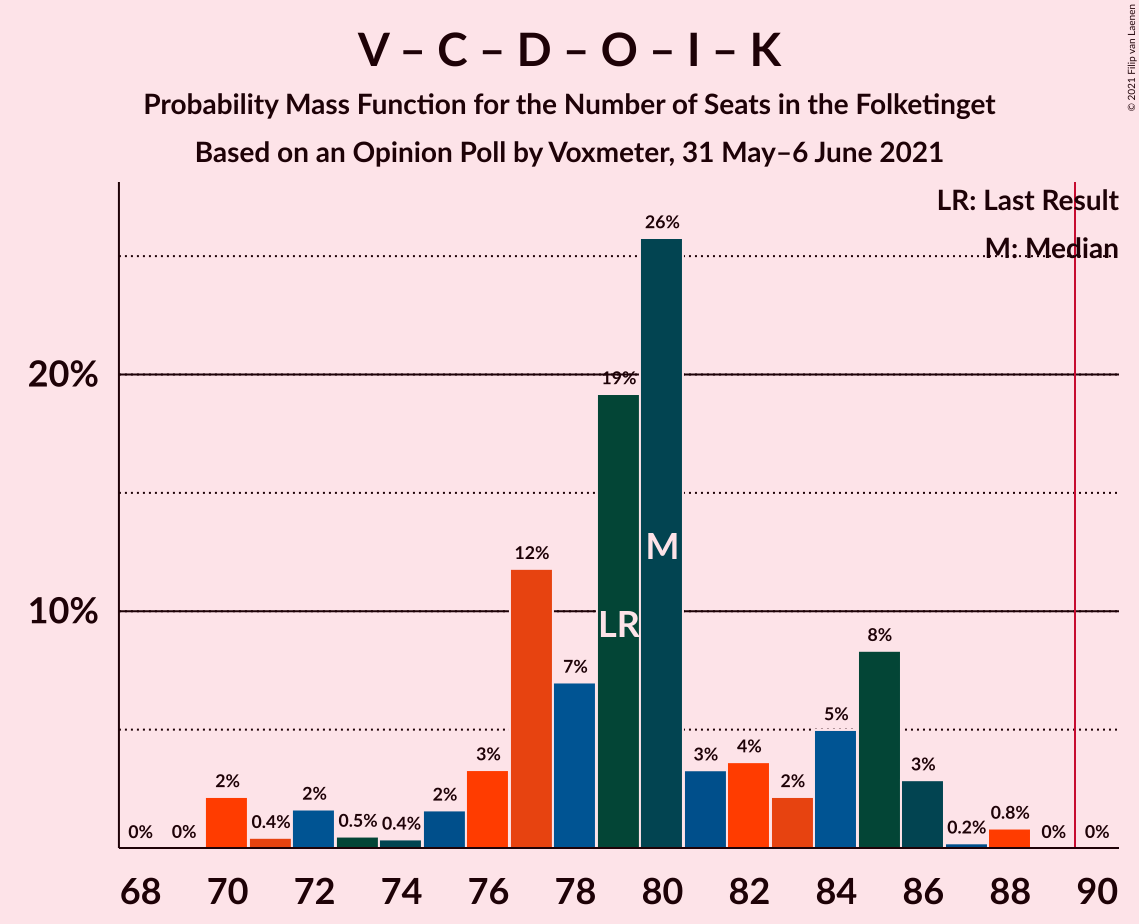 V – C – D – O – I – K
Probability Mass Function for the Number of Seats in the Folketinget
Based on an Opinion Poll by Voxmeter, 31 May–6 June 2021
© 2021 Filip van Laenen
LR: Last Result
M: Median
20%
10%
0%
0%
2%
0.4%
2%
0.5%
0.4%
2%
3%
12%
7%
19%
26%
3%
4%
2%
5%
8%
3%
0.2%
0.8%
0%
0%
LR
M
68 70 72 74 76 78 80 82 84 86 88 90